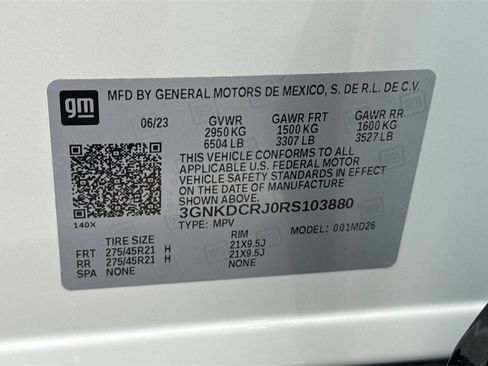 gm
MFD BY GENERAL MOTORS DE MEXICO, S. DE R.L. DE C.V.
06/23 GVWR GAWR FRT GAWR RR
2950 KG 1500 KG 1600 KG
6504 LB 3307 LB 3527 LB
THIS VEHICLE CONFORMS TO ALL
APPLICABLE U.S. FEDERAL MOTOR
VEHICLE SAFETY STANDARDS IN
EFFECT ON THE DATE OF MANUFACTURE
SHOWN ABOVE.
3GNKDCRJ0RS103880
140X TYPE: MPV MODEL: 001MD26
TIRE SIZE RIM
FRT 275/45R21 H 21X9.5J
RR 275/45R21 H 21X9.5J
SPA NONE NONE